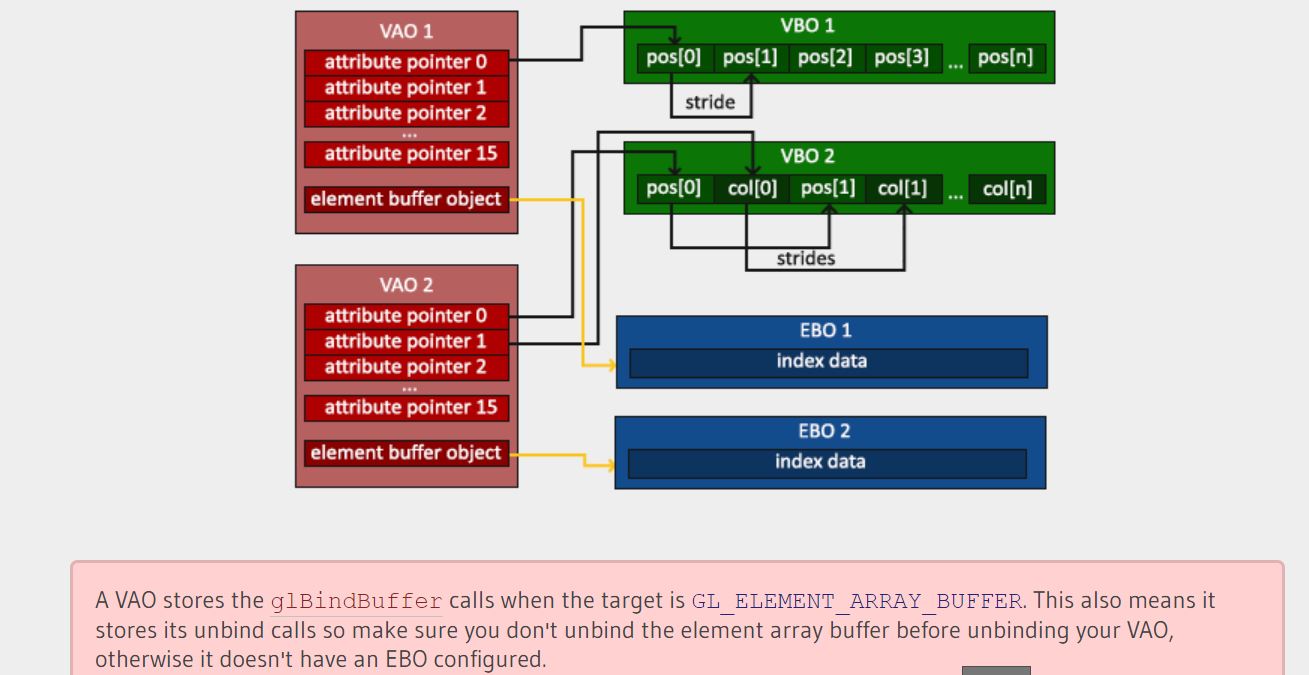 VAO 1
attribute pointer 0
attribute pointer 1
attribute pointer 2
...
attribute pointer 15
element buffer object
VBO 1
pos[0] pos[1] pos[2] pos[3] ... pos[n]
stride
VBO 2
pos[0] col[0] pos[1] col[1] ... col[n]
strides
VAO 2
attribute pointer 0
attribute pointer 1
attribute pointer 2
...
attribute pointer 15
element buffer object
EBO 1
index data
EBO 2
index data
A VAO stores the glBindBuffer calls when the target is GL_ELEMENT_ARRAY_BUFFER. This also means it
stores its unbind calls so make sure you don't unbind the element array buffer before unbinding your VAO,
otherwise it doesn't have an EBO configured.